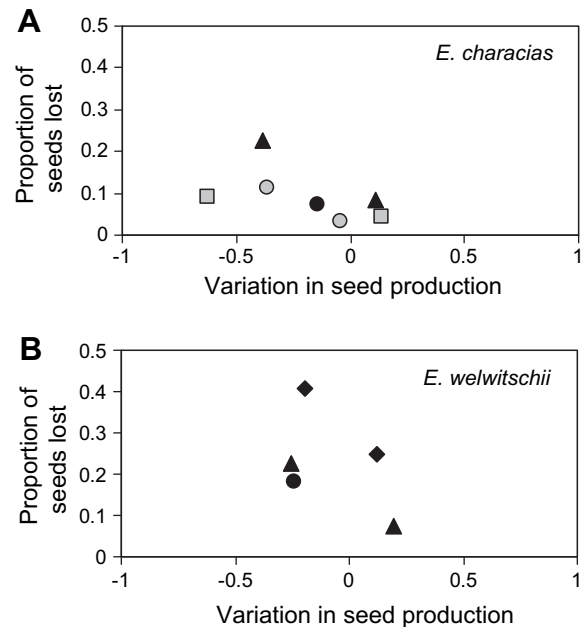 A
0.5
E. characias
0.4
0.3
0.2
0.1
0
Proportion of
seeds lost
-1 -0.5 0 0.5 1
Variation in seed production
B
0.5
E. welwitschii
0.4
0.3
0.2
0.1
0
Proportion of
seeds lost
-1 -0.5 0 0.5 1
Variation in seed production